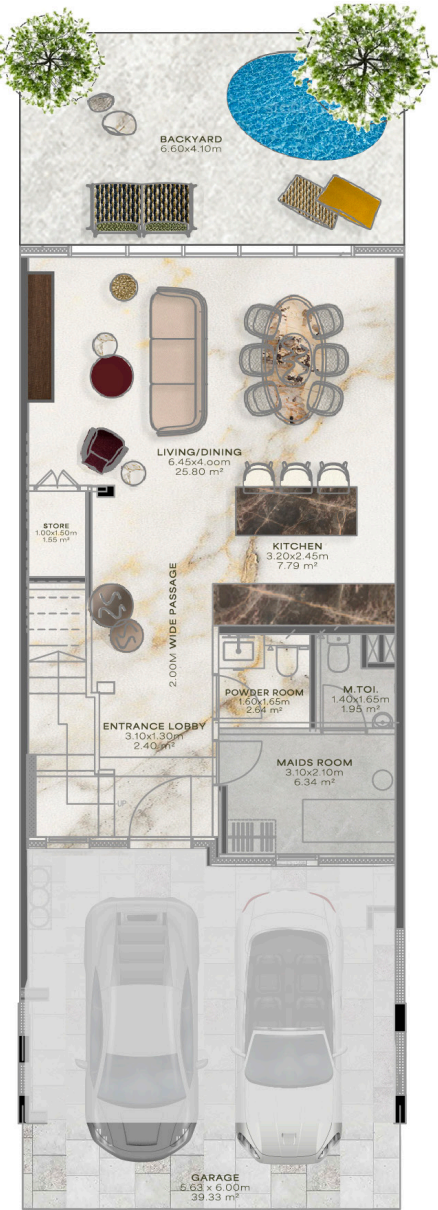 BACKYARD
6.60x4.10m
LIVING/DINING
6.45x4.00m
25.80 m²
STORE
1.00x1.50m
1.55 m²
KITCHEN
3.20x2.45m
7.79 m²
2.00M WIDE PASSAGE
POWDER ROOM
1.60x1.65m
2.64 m²
M.TOI.
1.40x1.65m
1.95 m²
ENTRANCE LOBBY
3.10x1.30m
2.40 m²
MAIDS ROOM
3.10x2.10m
6.34 m²
UP
GARAGE
5.63 x 6.00m
39.33 m²